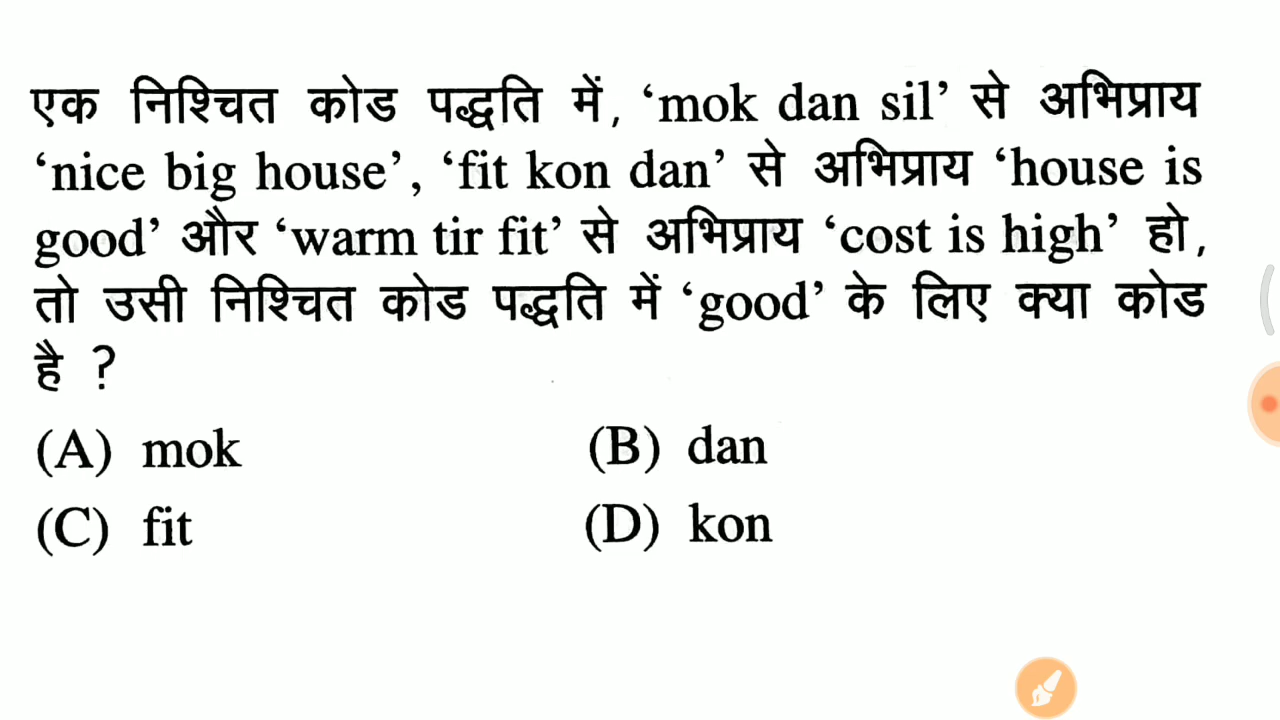 एक निश्चित कोड पद्धति में, ‘mok dan sil’ से अभिप्राय
‘nice big house’, ‘fit kon dan’ से अभिप्राय ‘house is
good’ और ‘warm tir fit’ से अभिप्राय ‘cost is high’ हो,
तो उसी निश्चित कोड पद्धति में ‘good’ के लिए क्या कोड
है ?
(A) mok (B) dan
(C) fit (D) kon